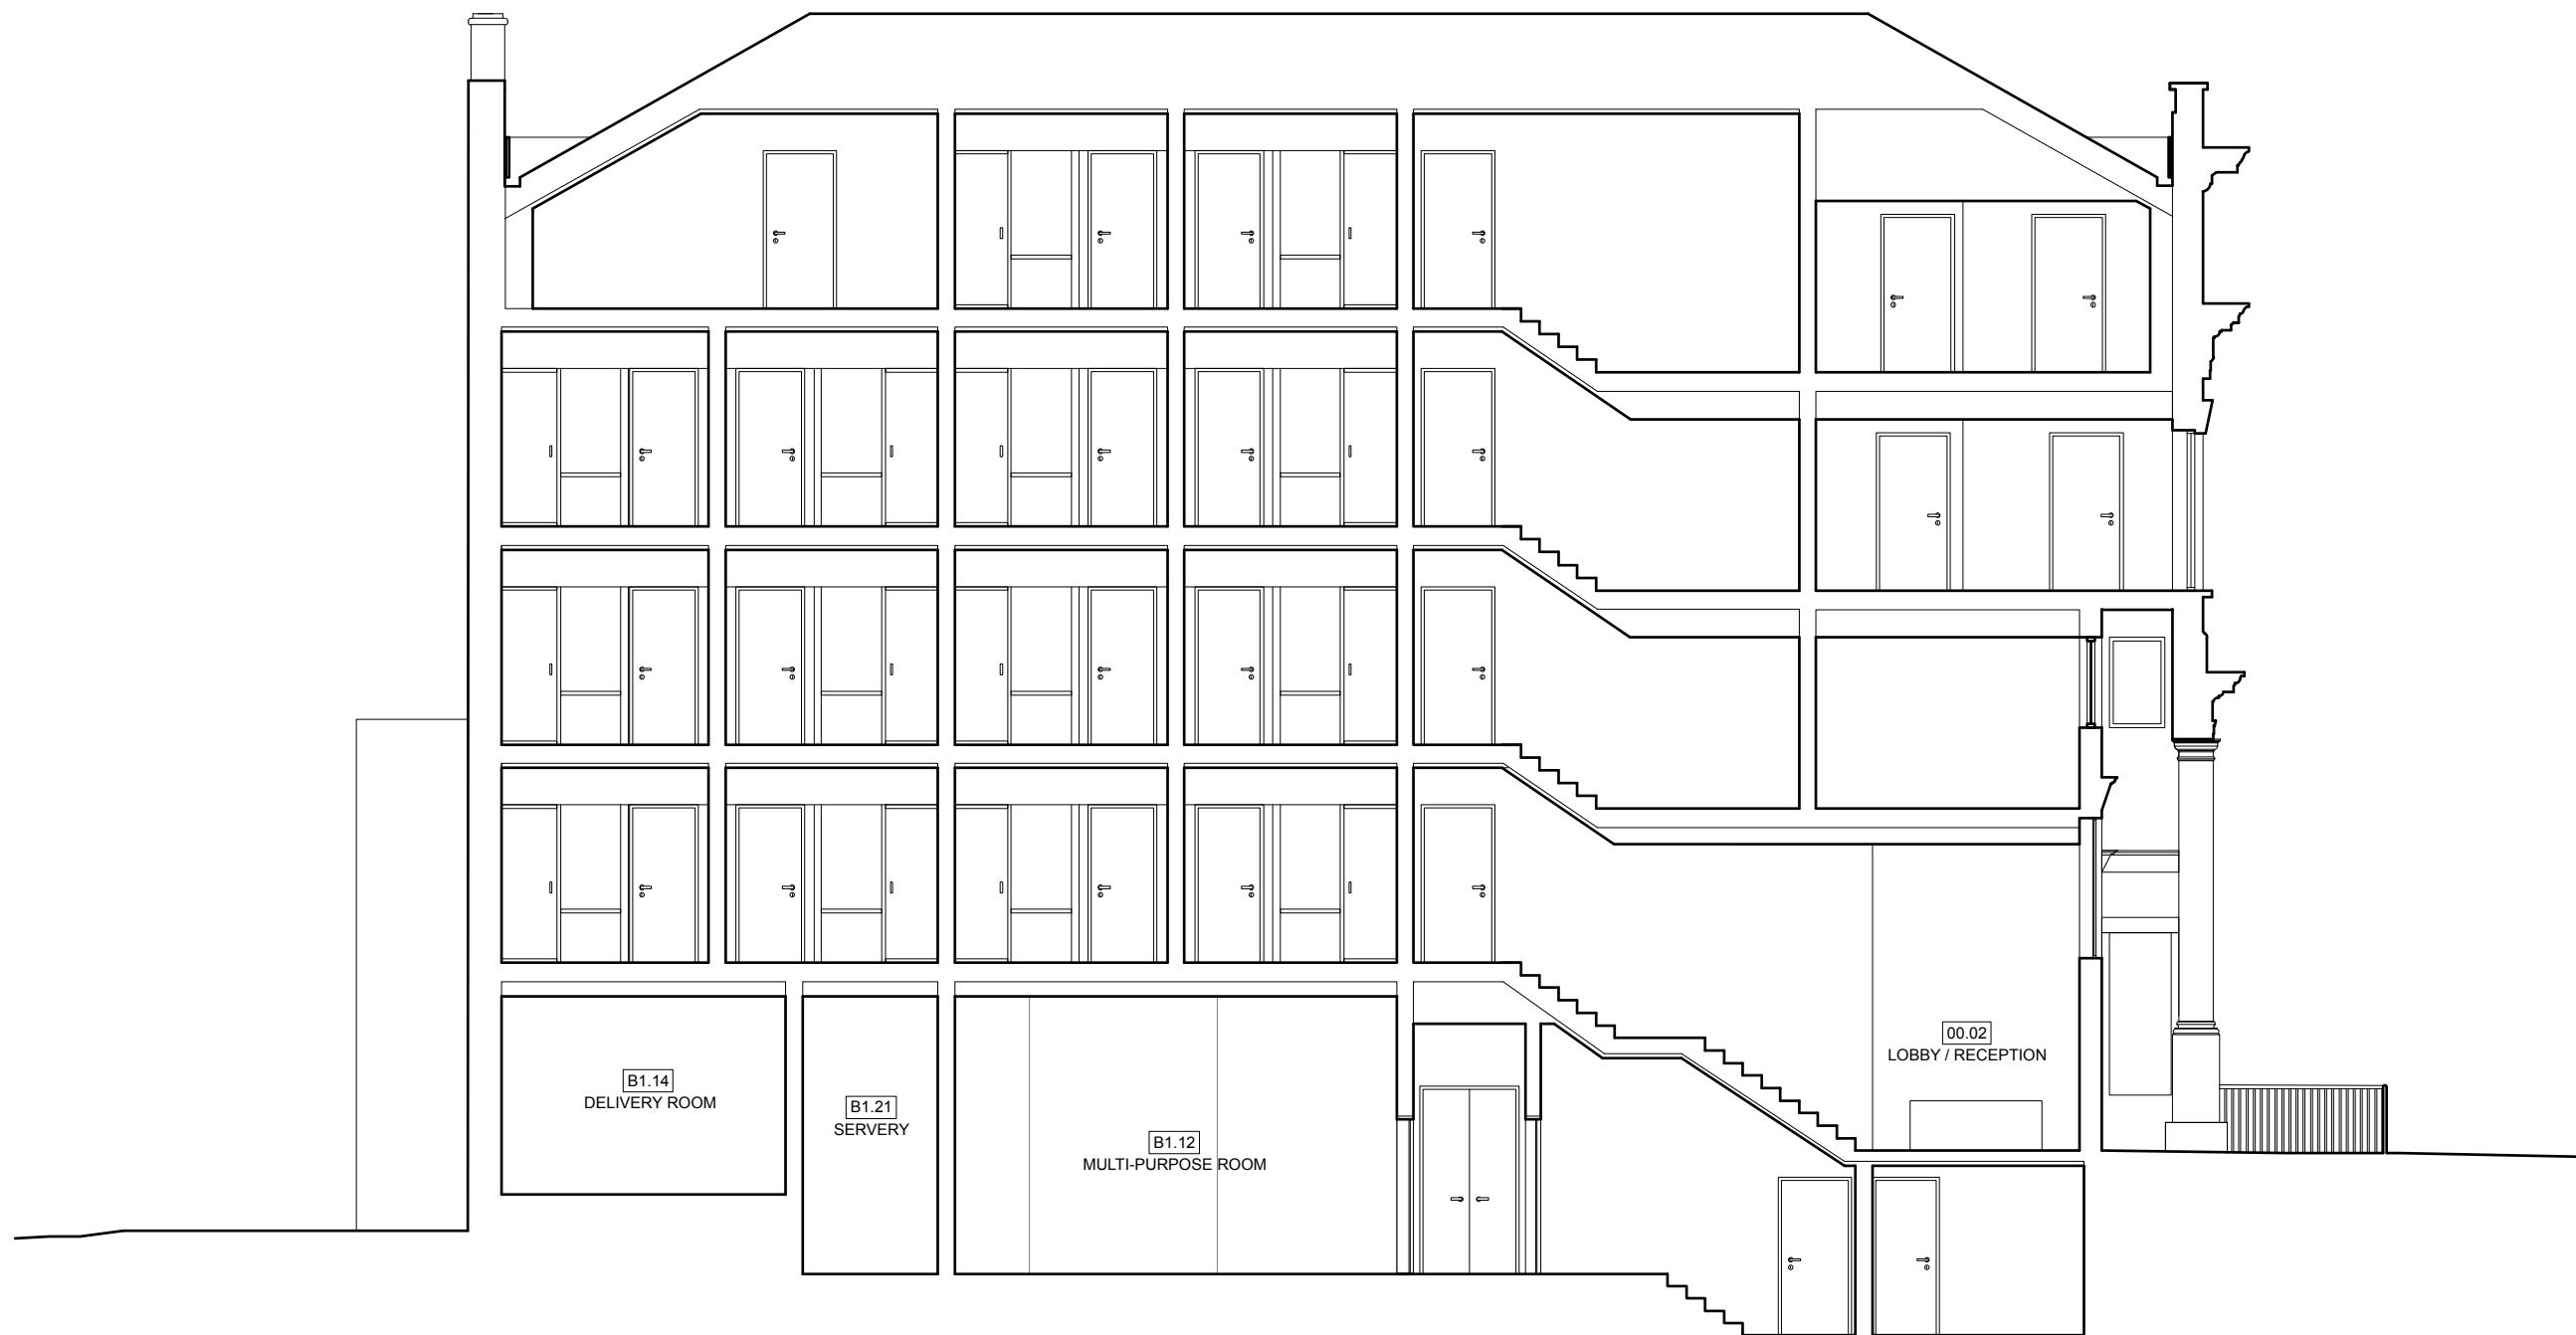 B1.14
DELIVERY ROOM
B1.21
SERVERY
B1.12
MULTI-PURPOSE ROOM
00.02
LOBBY / RECEPTION